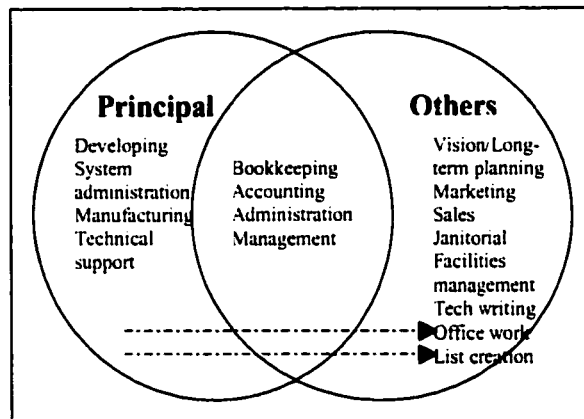 Principal
Developing
System
administration
Manufacturing
Technical
support
Bookkeeping
Accounting
Administration
Management
Others
Vision/Long-
term planning
Marketing
Sales
Janitorial
Facilities
management
Tech writing
Office work
List creation